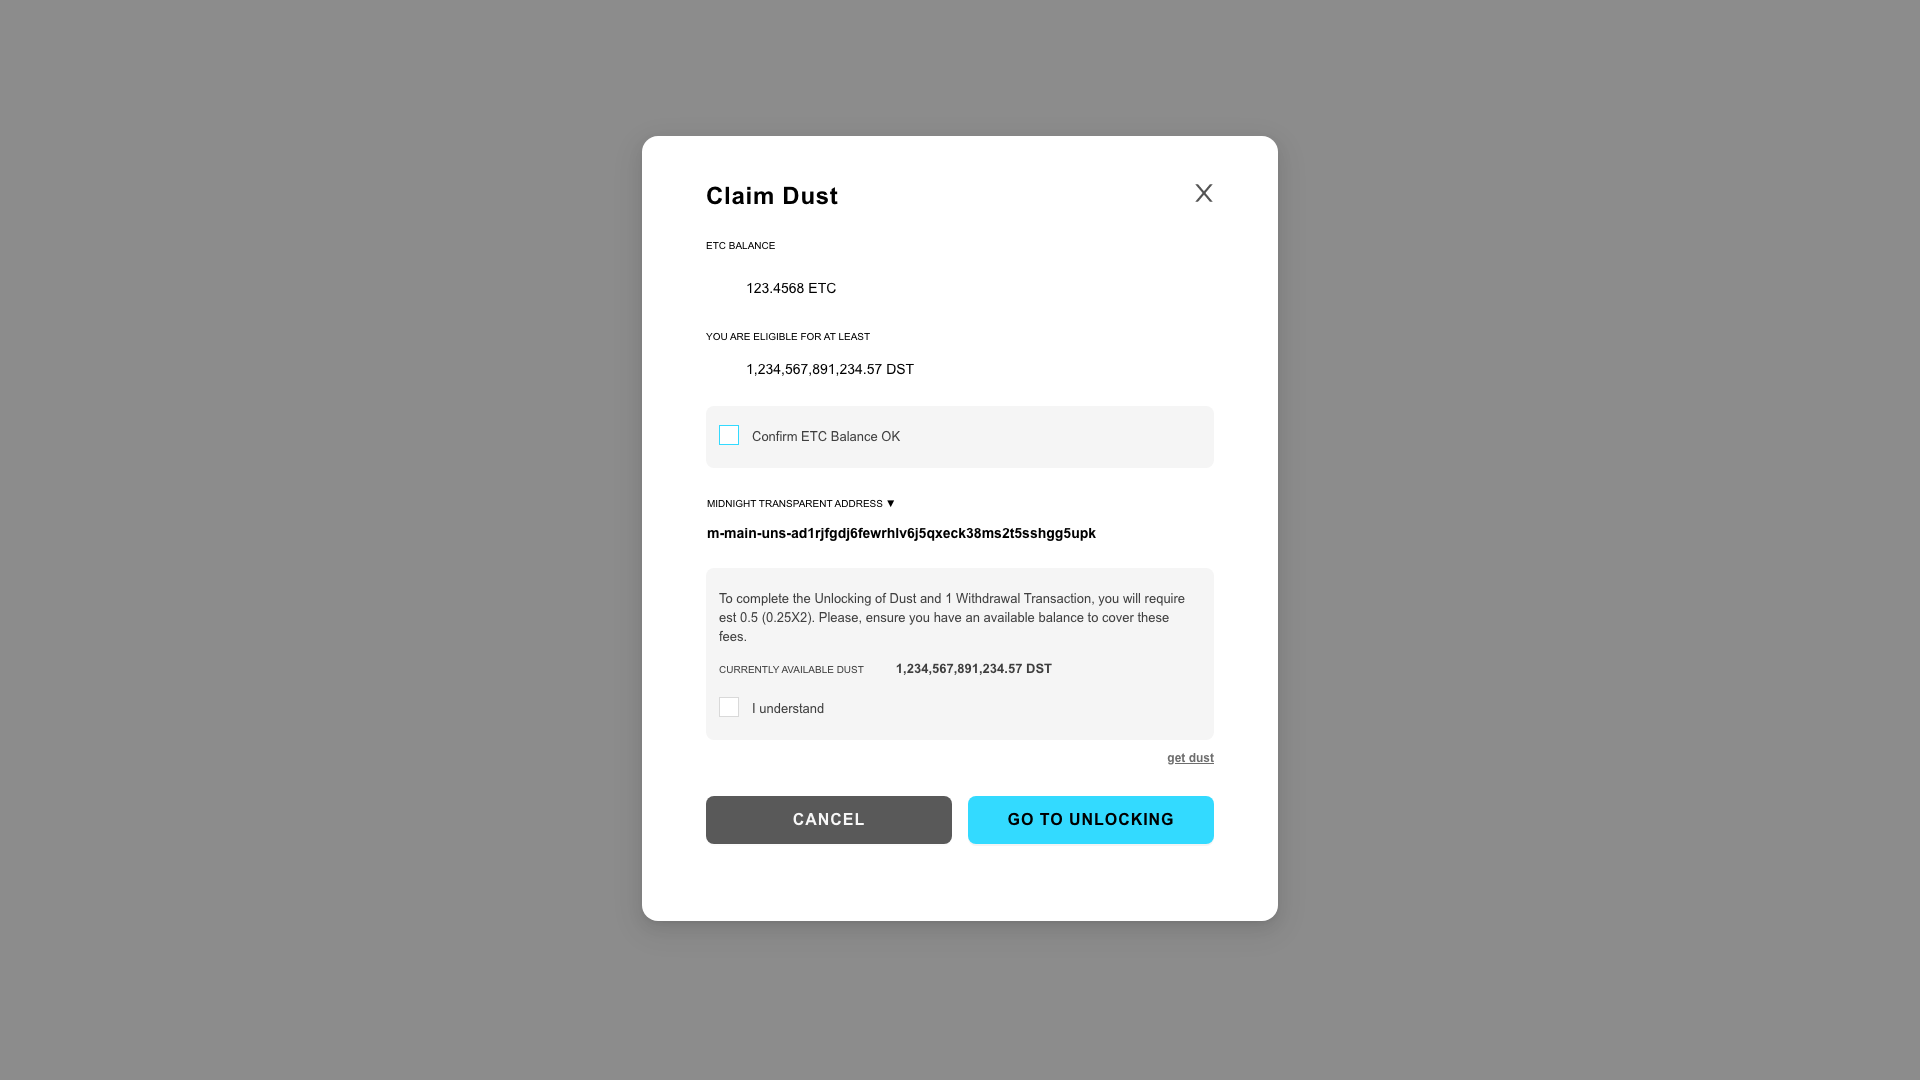 Claim Dust
X
ETC BALANCE
123.4568 ETC
YOU ARE ELIGIBLE FOR AT LEAST
1,234,567,891,234.57 DST
Confirm ETC Balance OK
MIDNIGHT TRANSPARENT ADDRESS ▼
m-main-uns-ad1rjfgdj6fewrhlv6j5qxeck38ms2t5sshgg5upk
To complete the Unlocking of Dust and 1 Withdrawal Transaction, you will require
est 0.5 (0.25X2). Please, ensure you have an available balance to cover these
fees.
CURRENTLY AVAILABLE DUST 1,234,567,891,234.57 DST
I understand
get dust
CANCEL GO TO UNLOCKING